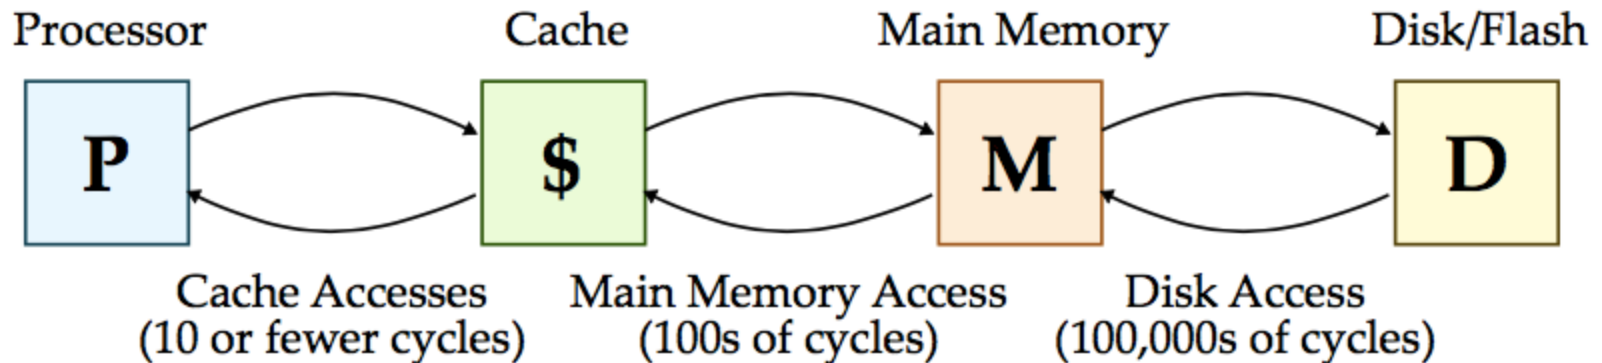 Processor
Cache
Main Memory
Disk/Flash
P
$
M
D
Cache Accesses
(10 or fewer cycles)
Main Memory Access
(100s of cycles)
Disk Access
(100,000s of cycles)